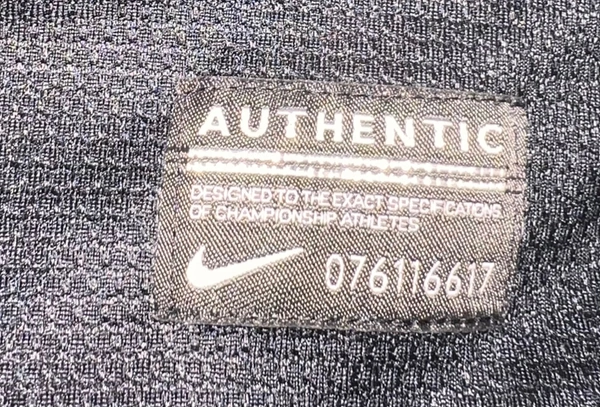 AUTHENTIC
DESIGNED TO THE EXACT SPECIFICATIONS
OF CHAMPIONSHIP ATHLETES
076116617